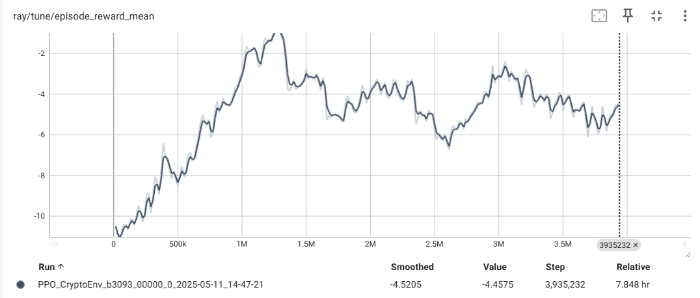 ray/tune/episode_reward_mean
-2
-4
-6
-8
-10
0 500k 1M 1.5M 2M 2.5M 3M 3.5M 3935232 ×
Run ↑ Smoothed Value Step Relative
PPO_CryptoEnv_b3093_00000_0_2025-05-11_14-47-21 -4.5205 -4.4575 3,935,232 7.848 hr